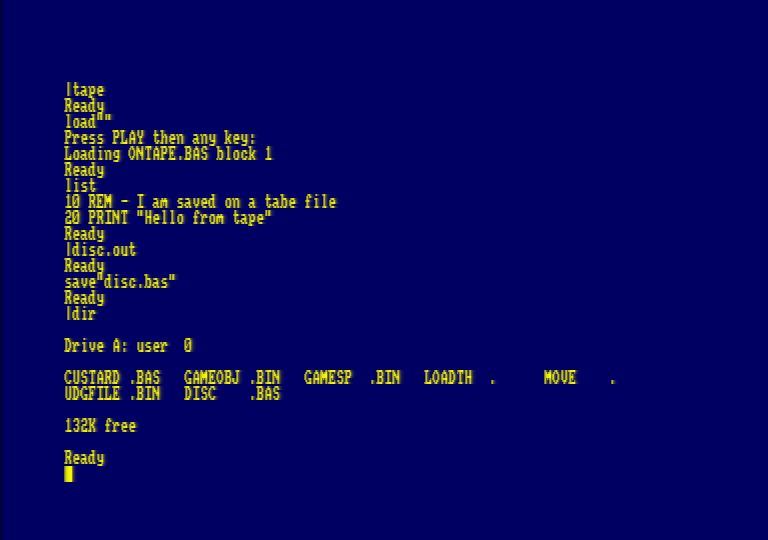 |tape
Ready
load""
Press PLAY then any key:
Loading ONTAPE.BAS block 1
Ready
list
10 REM - I am saved on a tabe file
20 PRINT "Hello from tape"
Ready
|disc.out
Ready
save"disc.bas"
Ready
|dir
Drive A: user  0
CUSTARD .BAS   GAMEOBJ .BIN   GAMESP  .BIN   LOADTH  .      MOVE    .
UDGFILE .BIN   DISC    .BAS
132K free
Ready